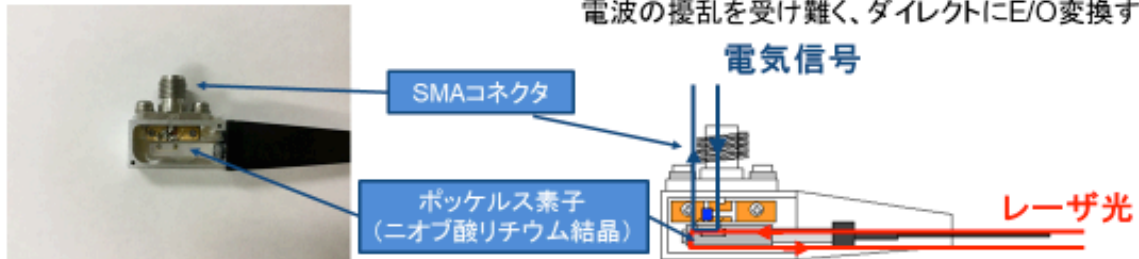 電波の擾乱を受け難く、ダイレクトにE/O変換す
電気信号
SMAコネクタ
ポッケルス素子
（ニオブ酸リチウム結晶）
レーザ光